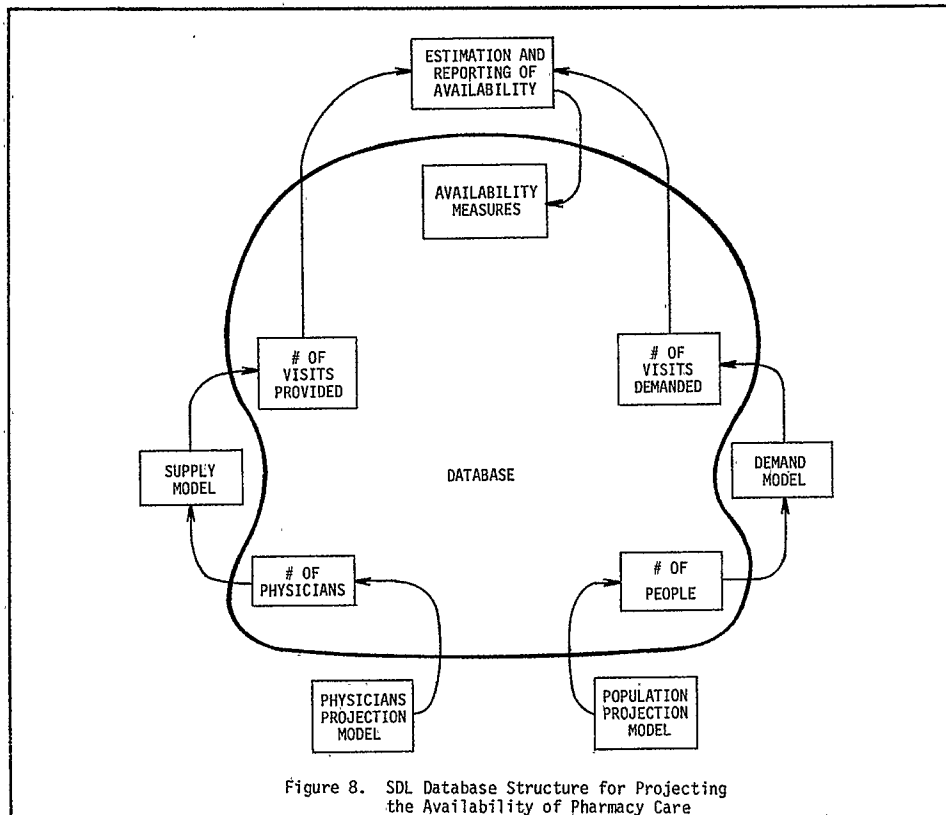 ESTIMATION AND
REPORTING OF
AVAILABILITY
AVAILABILITY
MEASURES
# OF
VISITS
PROVIDED
# OF
VISITS
DEMANDED
SUPPLY
MODEL
DATABASE
DEMAND
MODEL
# OF
PHYSICIANS
# OF
PEOPLE
PHYSICIANS
PROJECTION
MODEL
POPULATION
PROJECTION
MODEL
Figure 8. SDL Database Structure for Projecting
the Availability of Pharmacy Care